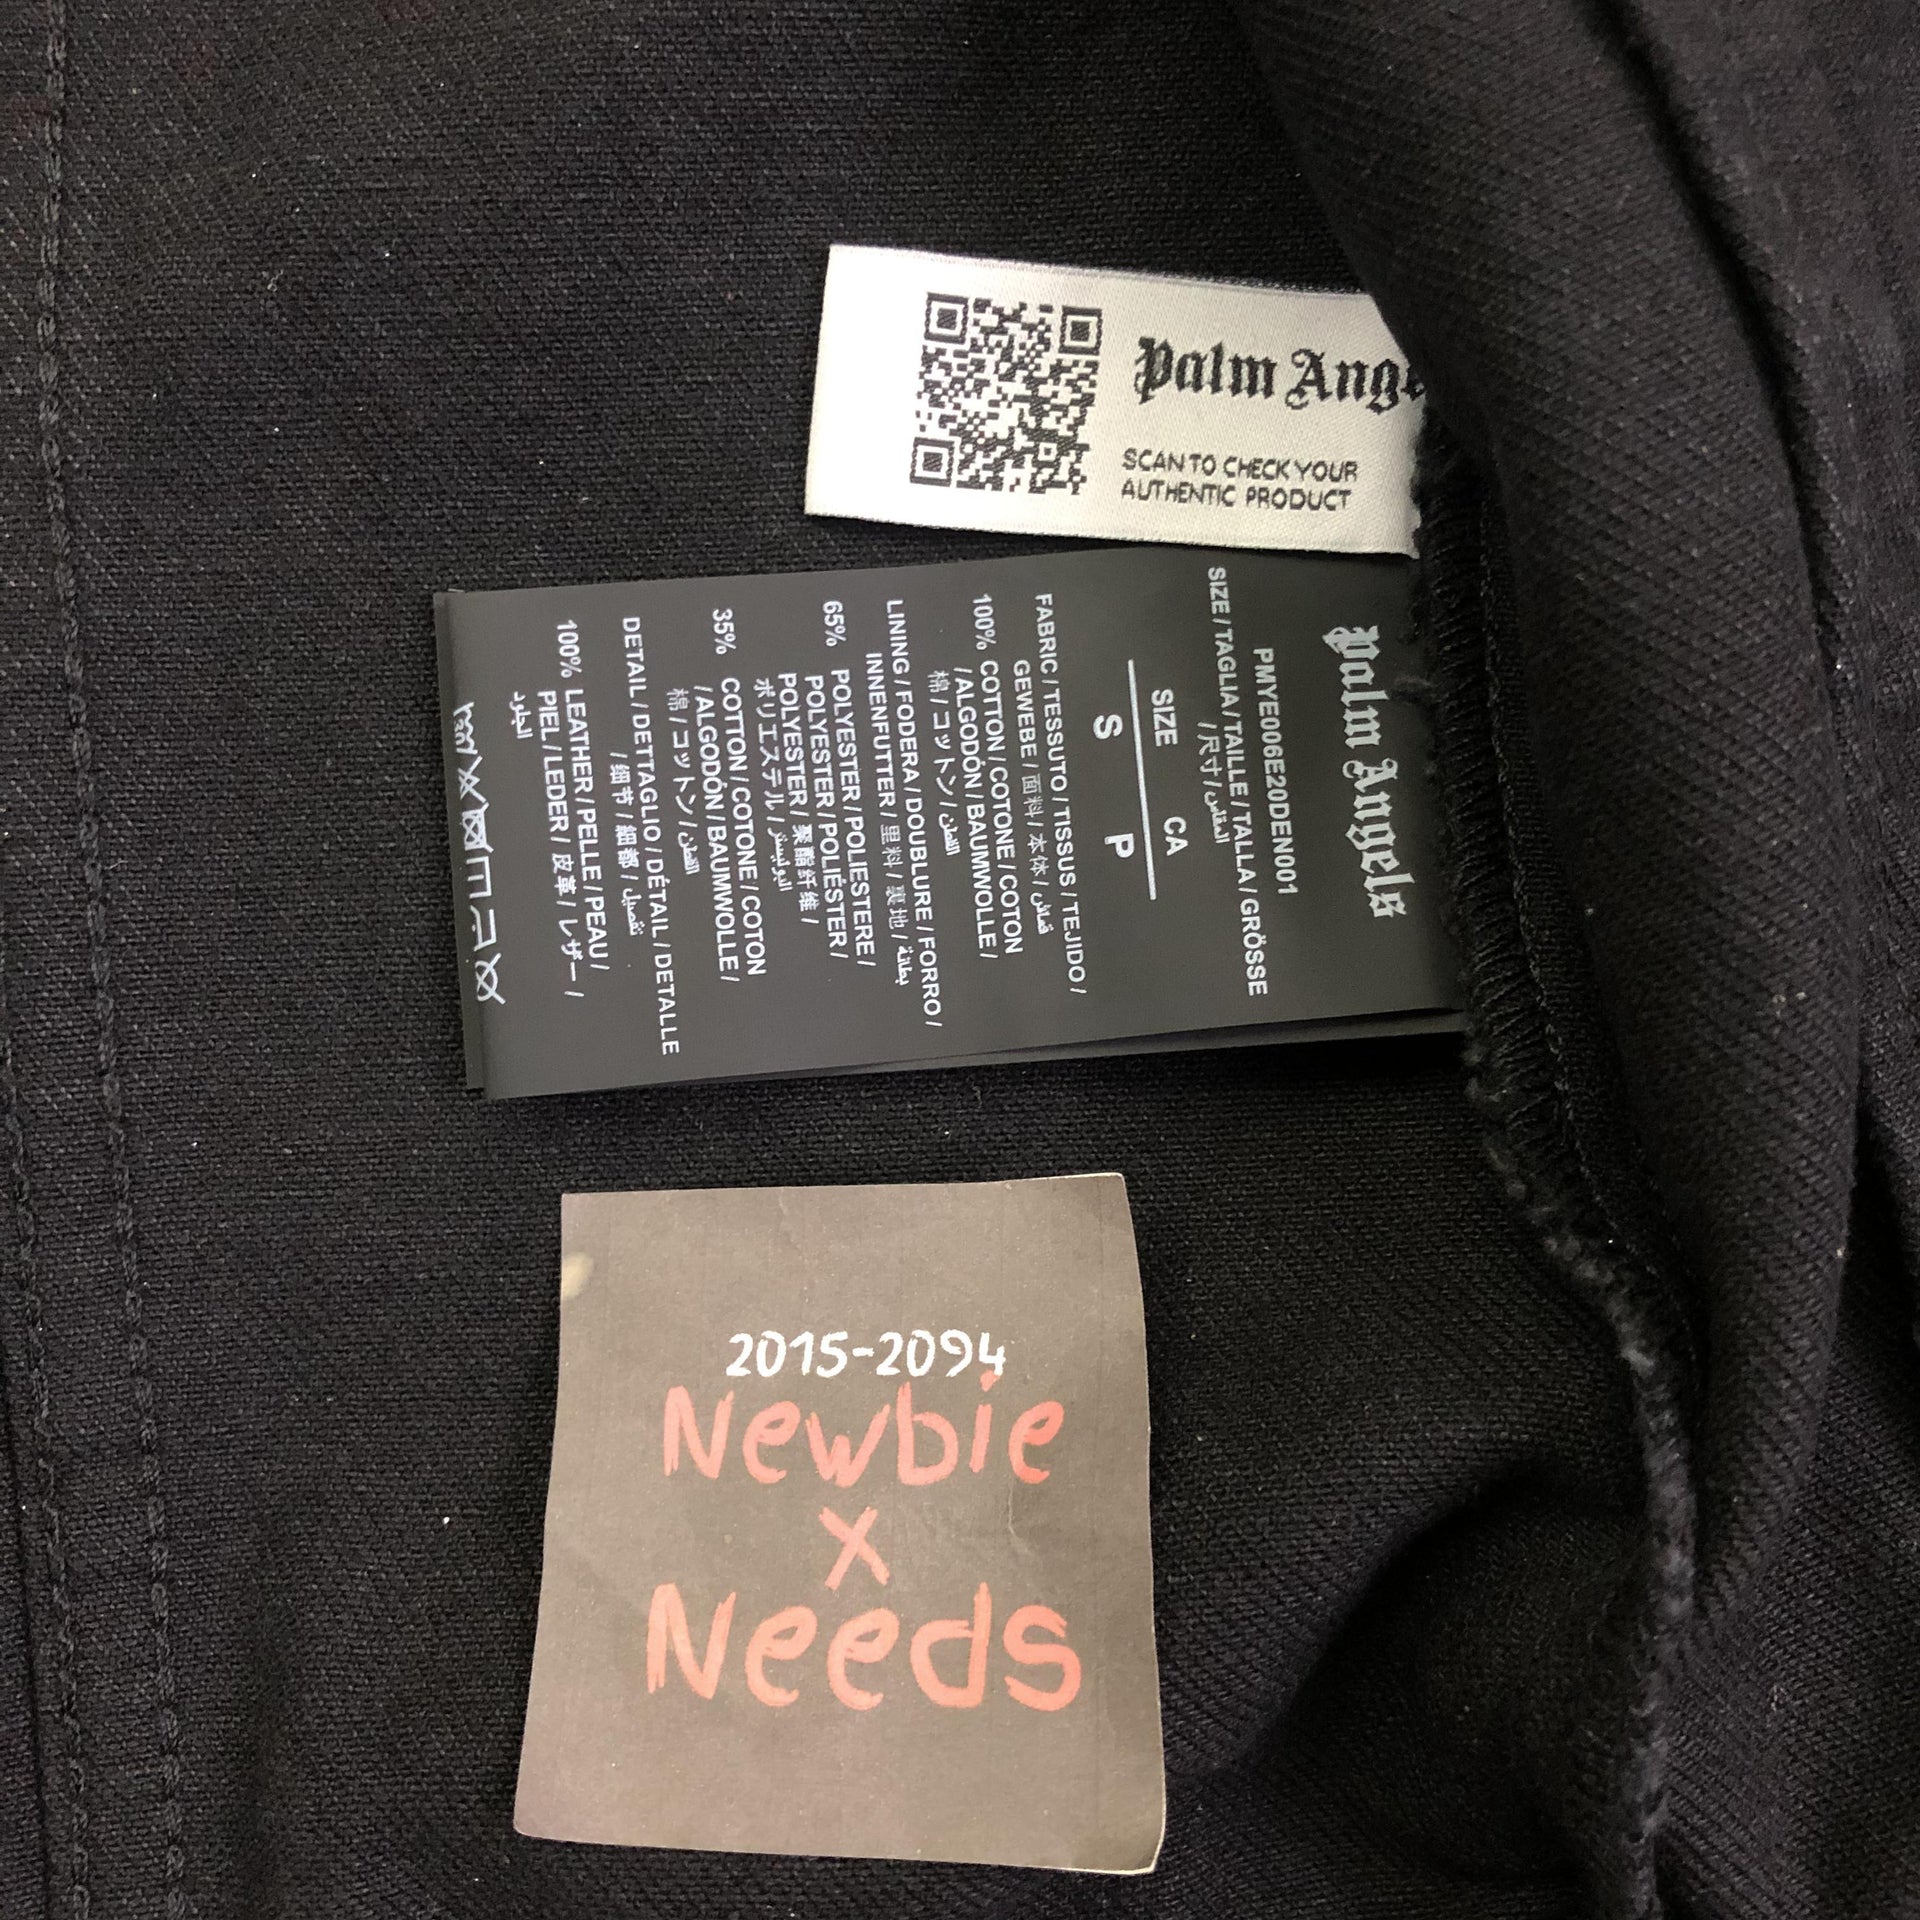 Palm Ange
SCAN TO CHECK YOUR
AUTHENTIC PRODUCT
Palm Angels
PMYE006E20DEN001
SIZE / TAGLIA / TAILLE / TALLA / GRÖSSE
/ 尺寸 / المقاس
SIZE CA
S P
FABRIC / TESSUTO / TISSUS / TEJIDO /
GEWEBE / 面料 / 本体 / قماش
100% COTTON / COTONE / COTON
/ ALGODÓN / BAUMWOLLE /
棉 / コットン / القطن
LINING / FODERA / DOUBLURE / FORRO /
INNENFUTTER / 里料 / 裏地 / بطانة
65% POLYESTER / POLIESTERE /
POLYESTER / POLIÉSTER /
POLYESTER / 聚酯纤维 /
ポリエステル / البوليستر
35% COTTON / COTONE / COTON
/ ALGODÓN / BAUMWOLLE /
棉 / コットン / القطن
DETAIL / DETTAGLIO / DÉTAIL / DETALLE
/ 细节 / 細部 / تفصيل
100% LEATHER / PELLE / PEAU /
PIEL / LEDER / 皮革 / レザー /
الجلود
2015-2094
Newbie
x
Needs